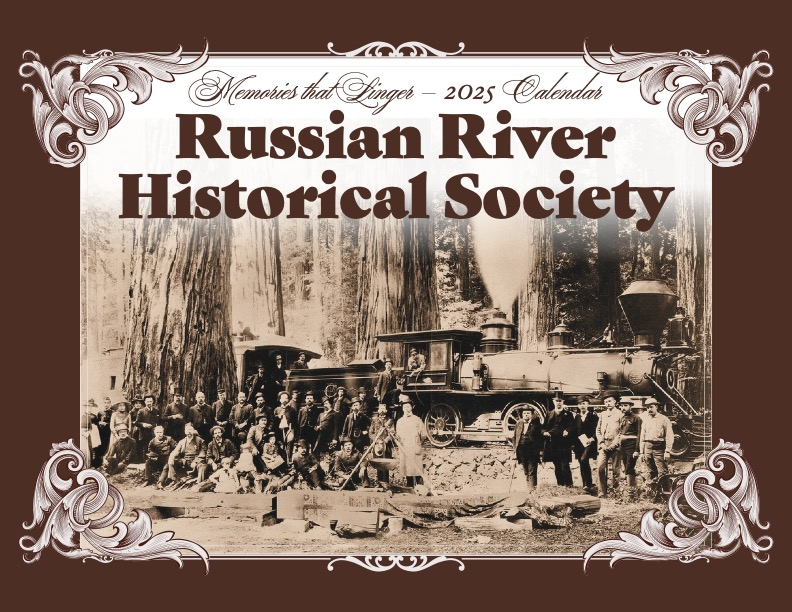 Memories that Linger – 2025 Calendar
Russian River
Historical Society